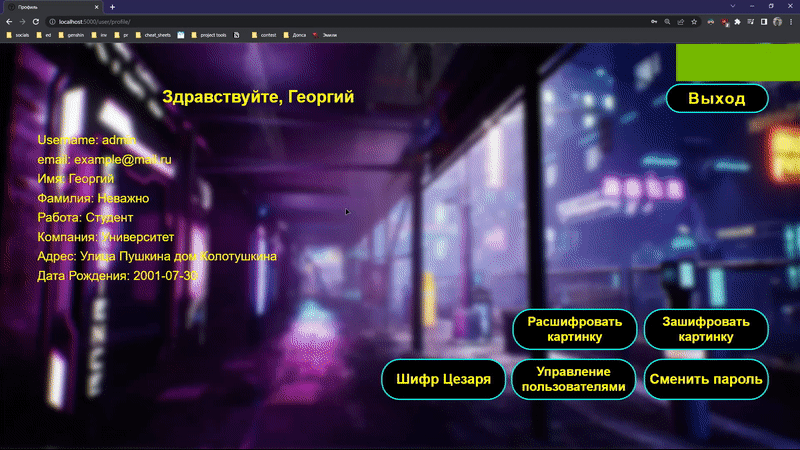 Профиль
localhost:5000/user/profile/
socials
ed
genshin
inv
pr
cheat_sheets
project tools
contest
Допса
Эмили
Здравствуйте, Георгий
Выход
Username: admin
email: example@mail.ru
Имя: Георгий
Фамилия: Неважно
Работа: Студент
Компания: Университет
Адрес: Улица Пушкина дом Колотушкина
Дата Рождения: 2001-07-30
Расшифровать
картинку
Зашифровать
картинку
Шифр Цезаря
Управление
пользователями
Сменить пароль